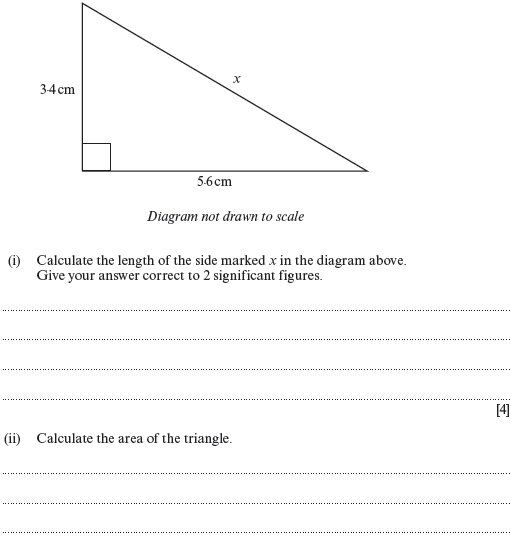 x
3·4 cm
5·6 cm
Diagram not drawn to scale
(i) Calculate the length of the side marked x in the diagram above.
Give your answer correct to 2 significant figures.
[4]
(ii) Calculate the area of the triangle.